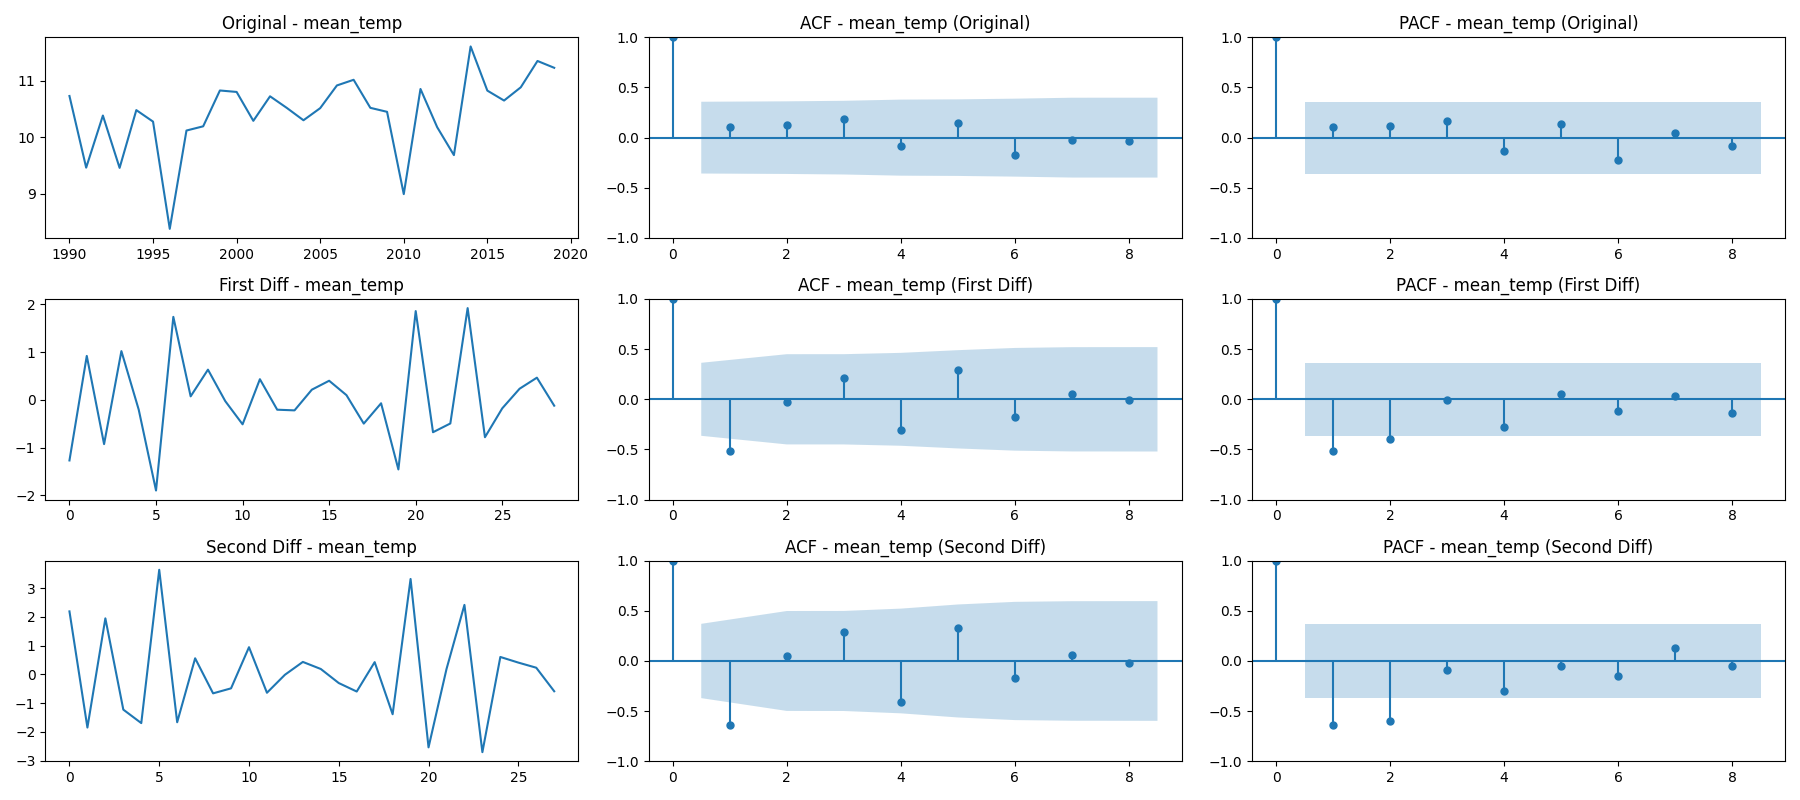 Original - mean_temp
11
10
9
1990 1995 2000 2005 2010 2015 2020
ACF - mean_temp (Original)
1.0
0.5
0.0
−0.5
−1.0
0 2 4 6 8
PACF - mean_temp (Original)
1.0
0.5
0.0
−0.5
−1.0
0 2 4 6 8
First Diff - mean_temp
2
1
0
−1
−2
0 5 10 15 20 25
ACF - mean_temp (First Diff)
1.0
0.5
0.0
−0.5
−1.0
0 2 4 6 8
PACF - mean_temp (First Diff)
1.0
0.5
0.0
−0.5
−1.0
0 2 4 6 8
Second Diff - mean_temp
3
2
1
0
−1
−2
−3
0 5 10 15 20 25
ACF - mean_temp (Second Diff)
1.0
0.5
0.0
−0.5
−1.0
0 2 4 6 8
PACF - mean_temp (Second Diff)
1.0
0.5
0.0
−0.5
−1.0
0 2 4 6 8